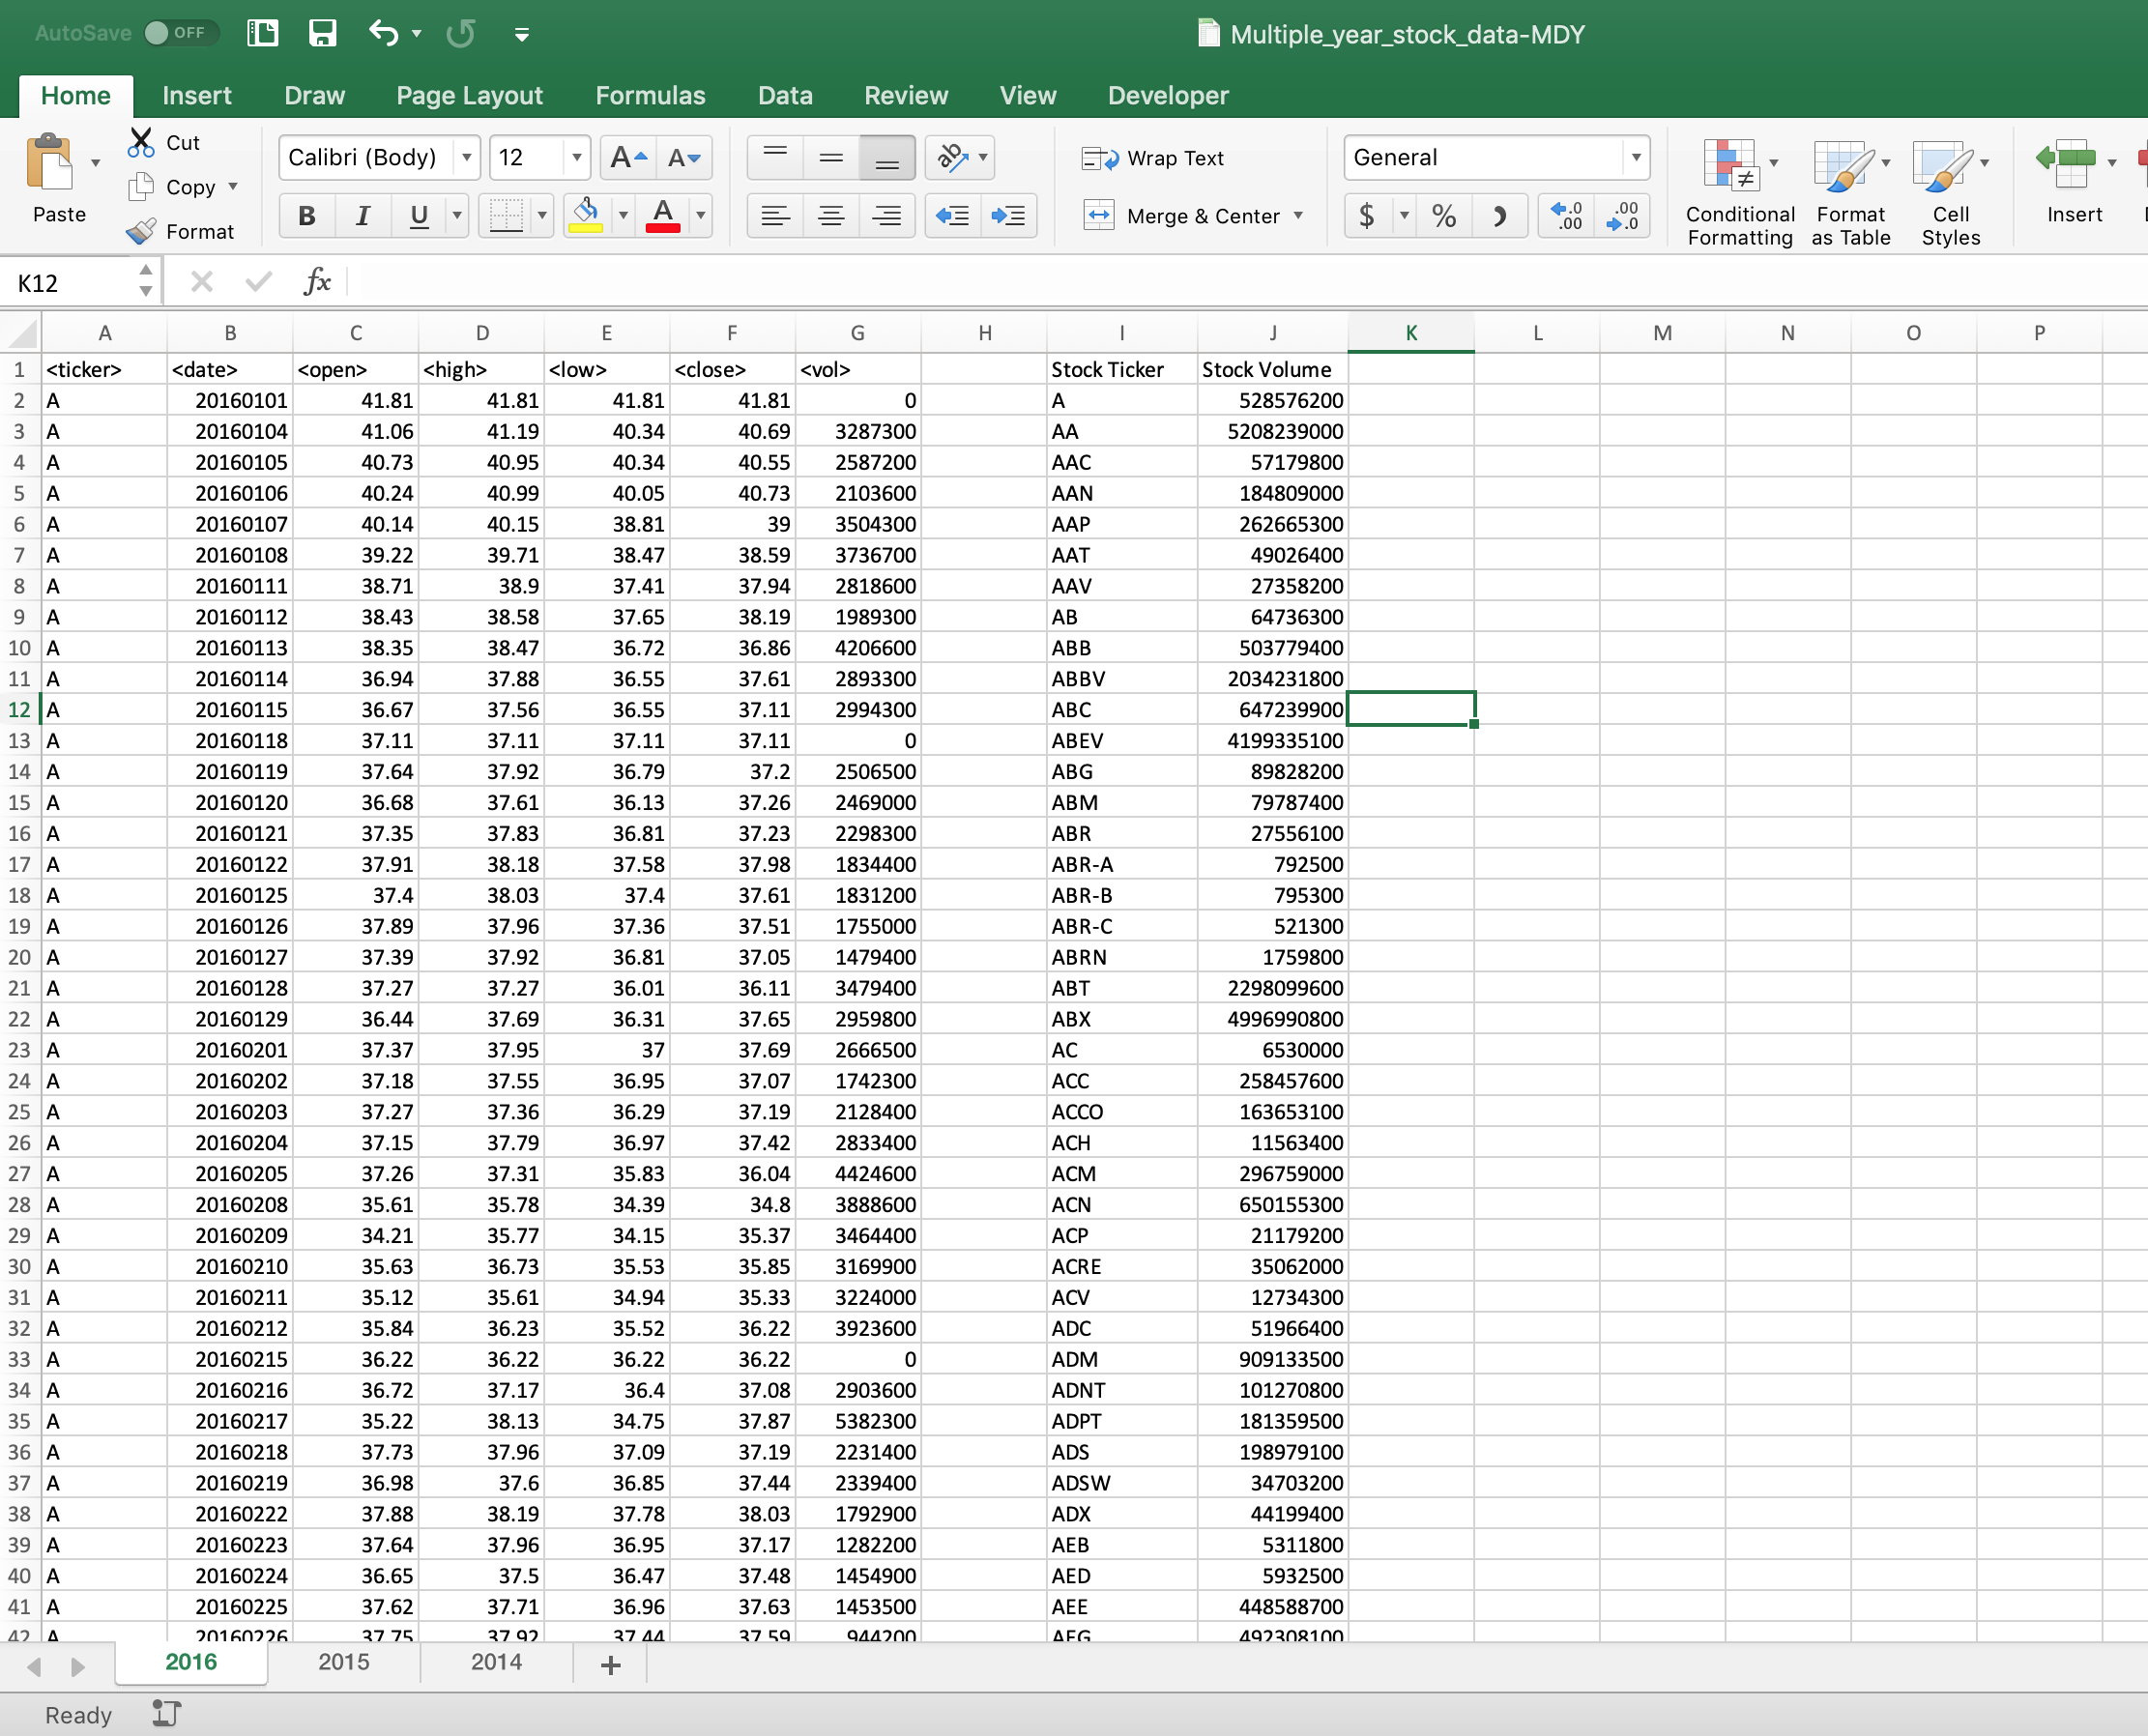 AutoSave OFF Multiple_year_stock_data-MDY
Home Insert Draw Page Layout Formulas Data Review View Developer
Paste Cut Copy Format
Calibri (Body) 12 A A
B I U A
ab Wrap Text
Merge & Center
General
$ % .0 .00 .00 .0
Conditional Formatting Format as Table Cell Styles Insert
K12 fx
A B C D E F G H I J K L M N O P
1 <ticker> <date> <open> <high> <low> <close> <vol> Stock Ticker Stock Volume
2 A 20160101 41.81 41.81 41.81 41.81 0 A 528576200
3 A 20160104 41.06 41.19 40.34 40.69 3287300 AA 5208239000
4 A 20160105 40.73 40.95 40.34 40.55 2587200 AAC 57179800
5 A 20160106 40.24 40.99 40.05 40.73 2103600 AAN 184809000
6 A 20160107 40.14 40.15 38.81 39 3504300 AAP 262665300
7 A 20160108 39.22 39.71 38.47 38.59 3736700 AAT 49026400
8 A 20160111 38.71 38.9 37.41 37.94 2818600 AAV 27358200
9 A 20160112 38.43 38.58 37.65 38.19 1989300 AB 64736300
10 A 20160113 38.35 38.47 36.72 36.86 4206600 ABB 503779400
11 A 20160114 36.94 37.88 36.55 37.61 2893300 ABBV 2034231800
12 A 20160115 36.67 37.56 36.55 37.11 2994300 ABC 647239900
13 A 20160118 37.11 37.11 37.11 37.11 0 ABEV 4199335100
14 A 20160119 37.64 37.92 36.79 37.2 2506500 ABG 89828200
15 A 20160120 36.68 37.61 36.13 37.26 2469000 ABM 79787400
16 A 20160121 37.35 37.83 36.81 37.23 2298300 ABR 27556100
17 A 20160122 37.91 38.18 37.58 37.98 1834400 ABR-A 792500
18 A 20160125 37.4 38.03 37.4 37.61 1831200 ABR-B 795300
19 A 20160126 37.89 37.96 37.36 37.51 1755000 ABR-C 521300
20 A 20160127 37.39 37.92 36.81 37.05 1479400 ABRN 1759800
21 A 20160128 37.27 37.27 36.01 36.11 3479400 ABT 2298099600
22 A 20160129 36.44 37.69 36.31 37.65 2959800 ABX 4996990800
23 A 20160201 37.37 37.95 37 37.69 2666500 AC 6530000
24 A 20160202 37.18 37.55 36.95 37.07 1742300 ACC 258457600
25 A 20160203 37.27 37.36 36.29 37.19 2128400 ACCO 163653100
26 A 20160204 37.15 37.79 36.97 37.42 2833400 ACH 11563400
27 A 20160205 37.26 37.31 35.83 36.04 4424600 ACM 296759000
28 A 20160208 35.61 35.78 34.39 34.8 3888600 ACN 650155300
29 A 20160209 34.21 35.77 34.15 35.37 3464400 ACP 21179200
30 A 20160210 35.63 36.73 35.53 35.85 3169900 ACRE 35062000
31 A 20160211 35.12 35.61 34.94 35.33 3224000 ACV 12734300
32 A 20160212 35.84 36.23 35.52 36.22 3923600 ADC 51966400
33 A 20160215 36.22 36.22 36.22 36.22 0 ADM 909133500
34 A 20160216 36.72 37.17 36.4 37.08 2903600 ADNT 101270800
35 A 20160217 35.22 38.13 34.75 37.87 5382300 ADPT 181359500
36 A 20160218 37.73 37.96 37.09 37.19 2231400 ADS 198979100
37 A 20160219 36.98 37.6 36.85 37.44 2339400 ADSW 34703200
38 A 20160222 37.88 38.19 37.78 38.03 1792900 ADX 44199400
39 A 20160223 37.64 37.96 36.95 37.17 1282200 AEB 5311800
40 A 20160224 36.65 37.5 36.47 37.48 1454900 AED 5932500
41 A 20160225 37.62 37.71 36.96 37.63 1453500 AEE 448588700
42 A 20160226 37.75 37.92 37.44 37.59 944200 AEG 492308100
2016 2015 2014 +
Ready